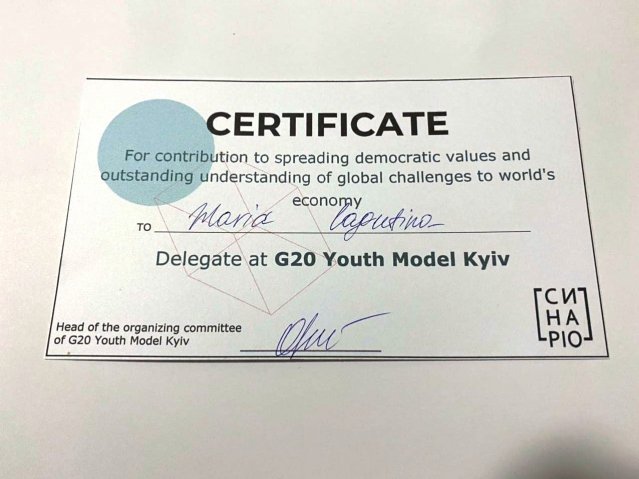 CERTIFICATE
For contribution to spreading democratic values and
outstanding understanding of global challenges to world's
economy
TO Maria Lagoutina
Delegate at G20 Youth Model Kyiv
Head of the organizing committee
of G20 Youth Model Kyiv
СИ
НА
РІО